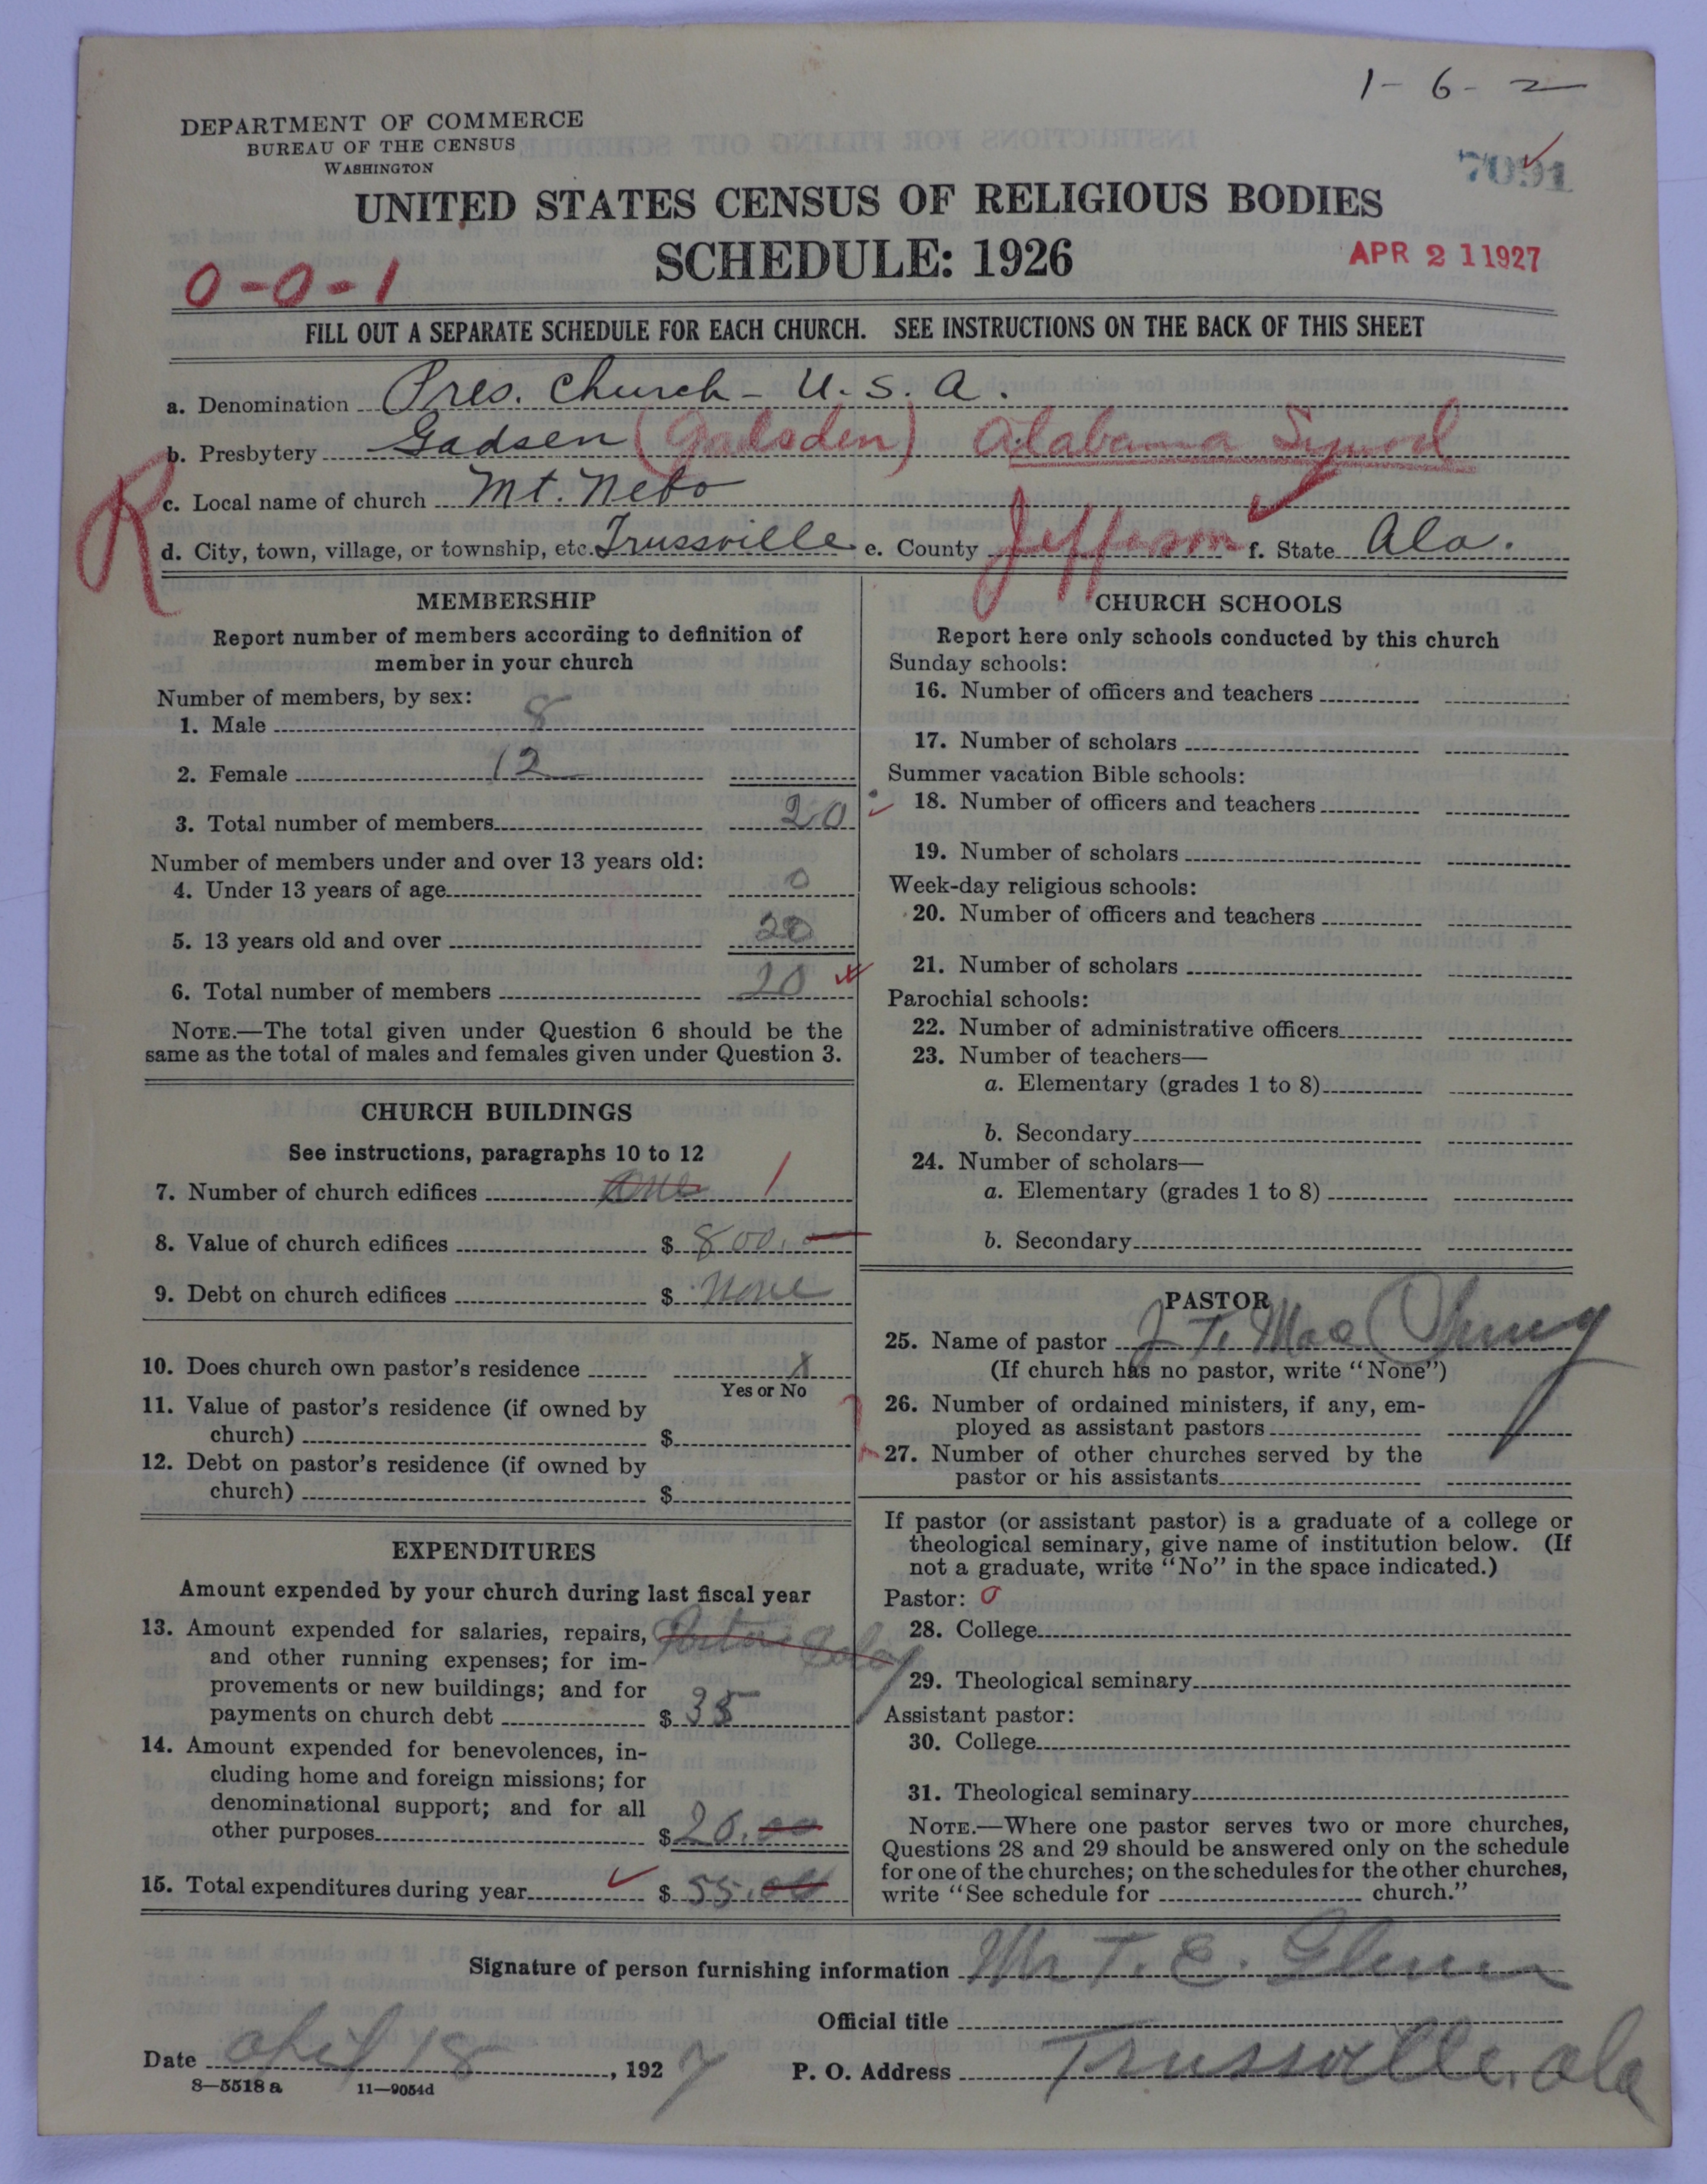 1-6-2
DEPARTMENT OF COMMERCE
BUREAU OF THE CENSUS
WASHINGTON
7091
UNITED STATES CENSUS OF RELIGIOUS BODIES
SCHEDULE: 1926
APR 21 1927
0-0-1
FILL OUT A SEPARATE SCHEDULE FOR EACH CHURCH. SEE INSTRUCTIONS ON THE BACK OF THIS SHEET
a. Denomination Pres. Church - U.S.A.
b. Presbytery Gadsen (Gadsden) Alabama Synod
R
c. Local name of church Mt. Nebo
d. City, town, village, or township, etc. Trussville e. County Jefferson f. State Ala.
MEMBERSHIP
Report number of members according to definition of
member in your church
Number of members, by sex:
1. Male 8
2. Female 12
3. Total number of members 20
Number of members under and over 13 years old:
4. Under 13 years of age 0
5. 13 years old and over 20
6. Total number of members 20
NOTE.—The total given under Question 6 should be the
same as the total of males and females given under Question 3.
CHURCH BUILDINGS
See instructions, paragraphs 10 to 12
7. Number of church edifices one 1
8. Value of church edifices $ 800.
9. Debt on church edifices $ None
10. Does church own pastor's residence x
Yes or No
11. Value of pastor's residence (if owned by
church) $
12. Debt on pastor's residence (if owned by
church) $
EXPENDITURES
Amount expended by your church during last fiscal year
13. Amount expended for salaries, repairs,
and other running expenses; for im-
provements or new buildings; and for
payments on church debt $ 35
14. Amount expended for benevolences, in-
cluding home and foreign missions; for
denominational support; and for all
other purposes $ 20.00
15. Total expenditures during year $ 55.00
CHURCH SCHOOLS
Report here only schools conducted by this church
Sunday schools:
16. Number of officers and teachers
17. Number of scholars
Summer vacation Bible schools:
18. Number of officers and teachers
19. Number of scholars
Week-day religious schools:
20. Number of officers and teachers
21. Number of scholars
Parochial schools:
22. Number of administrative officers
23. Number of teachers—
a. Elementary (grades 1 to 8)
b. Secondary
24. Number of scholars—
a. Elementary (grades 1 to 8)
b. Secondary
PASTOR
25. Name of pastor J. T.
(If church has no pastor, write "None")
26. Number of ordained ministers, if any, em-
ployed as assistant pastors
27. Number of other churches served by the
pastor or his assistants
If pastor (or assistant pastor) is a graduate of a college or
theological seminary, give name of institution below. (If
not a graduate, write "No" in the space indicated.)
Pastor:
28. College
29. Theological seminary
Assistant pastor:
30. College
31. Theological seminary
NOTE.—Where one pastor serves two or more churches,
Questions 28 and 29 should be answered only on the schedule
for one of the churches; on the schedules for the other churches,
write "See schedule for church."
Signature of person furnishing information Mr T. E. Glenn
Official title
Date April 18, 1927 P. O. Address Trussville, Ala
8—5518 a 11—9054d